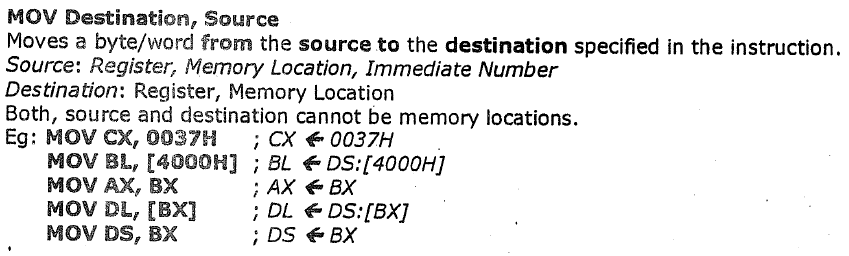 MOV Destination, Source
Moves a byte/word from the source to the destination specified in the instruction.
Source: Register, Memory Location, Immediate Number
Destination: Register, Memory Location
Both, source and destination cannot be memory locations.
Eg: MOV CX, 0037H ; CX ← 0037H
MOV BL, [4000H] ; BL ← DS:[4000H]
MOV AX, BX ; AX ← BX
MOV DL, [BX] ; DL ← DS:[BX]
MOV DS, BX ; DS ← BX